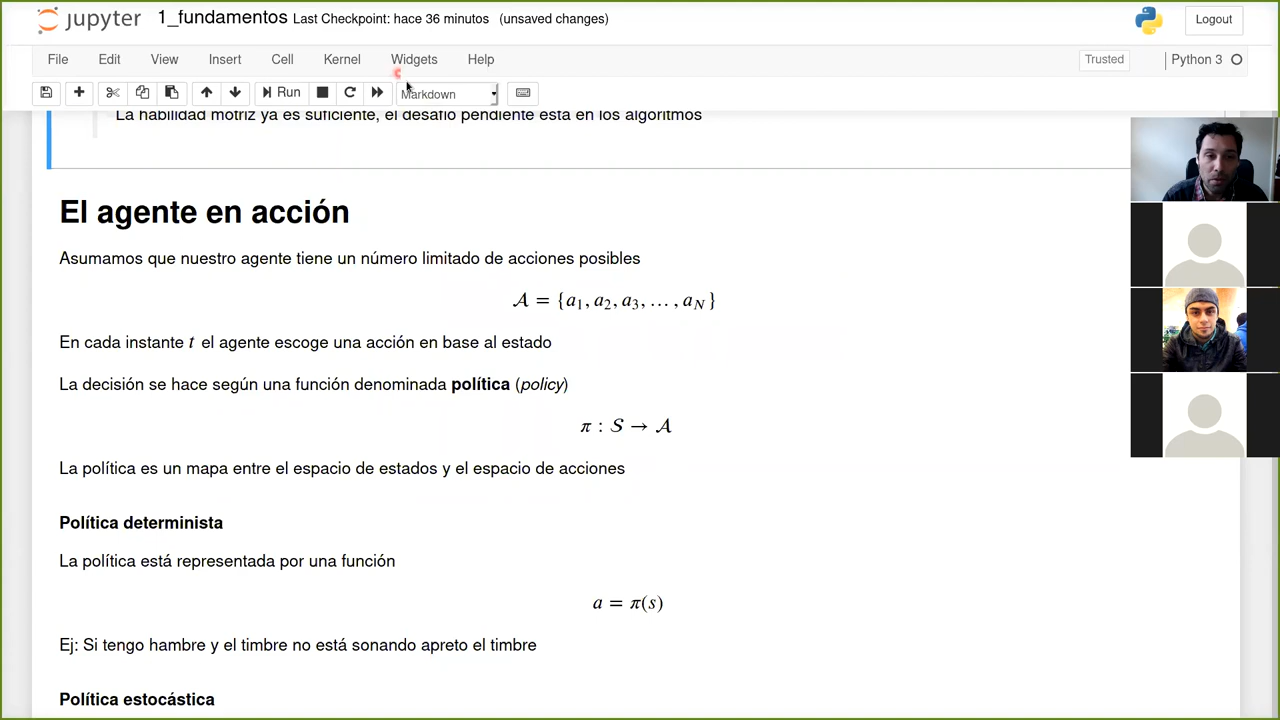 jupyter 1_fundamentos Last Checkpoint: hace 36 minutos (unsaved changes) Logout
File Edit View Insert Cell Kernel Widgets Help Trusted Python 3
Run Markdown
La habilidad motriz ya es suficiente, el desafío pendiente está en los algoritmos
El agente en acción
Asumamos que nuestro agente tiene un número limitado de acciones posibles
𝒜 = {a₁, a₂, a₃, …, a_N}
En cada instante t el agente escoge una acción en base al estado
La decisión se hace según una función denominada política (policy)
π : 𝒮 → 𝒜
La política es un mapa entre el espacio de estados y el espacio de acciones
Política determinista
La política está representada por una función
a = π(s)
Ej: Si tengo hambre y el timbre no está sonando apreto el timbre
Política estocástica